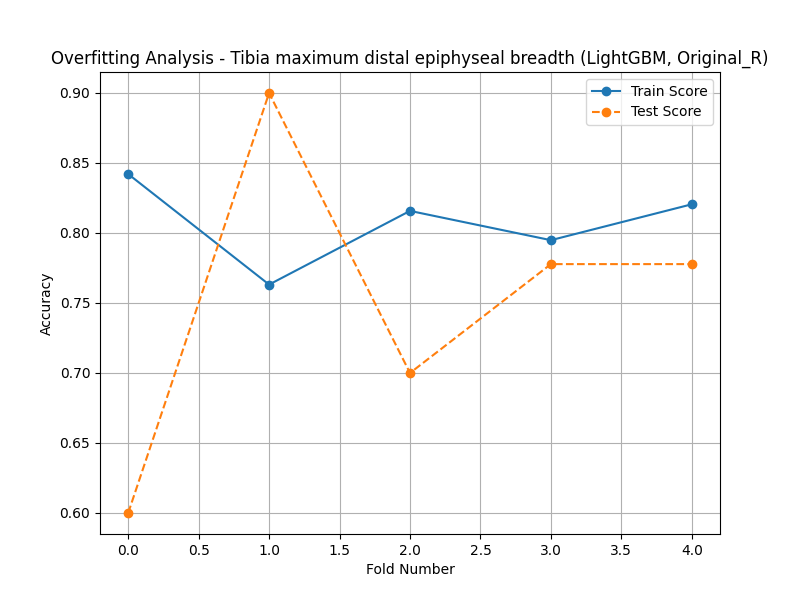 Overfitting Analysis - Tibia maximum distal epiphyseal breadth (LightGBM, Original_R)
Train Score
Test Score
0.90
0.85
0.80
0.75
0.70
0.65
0.60
Accuracy
0.0 0.5 1.0 1.5 2.0 2.5 3.0 3.5 4.0
Fold Number